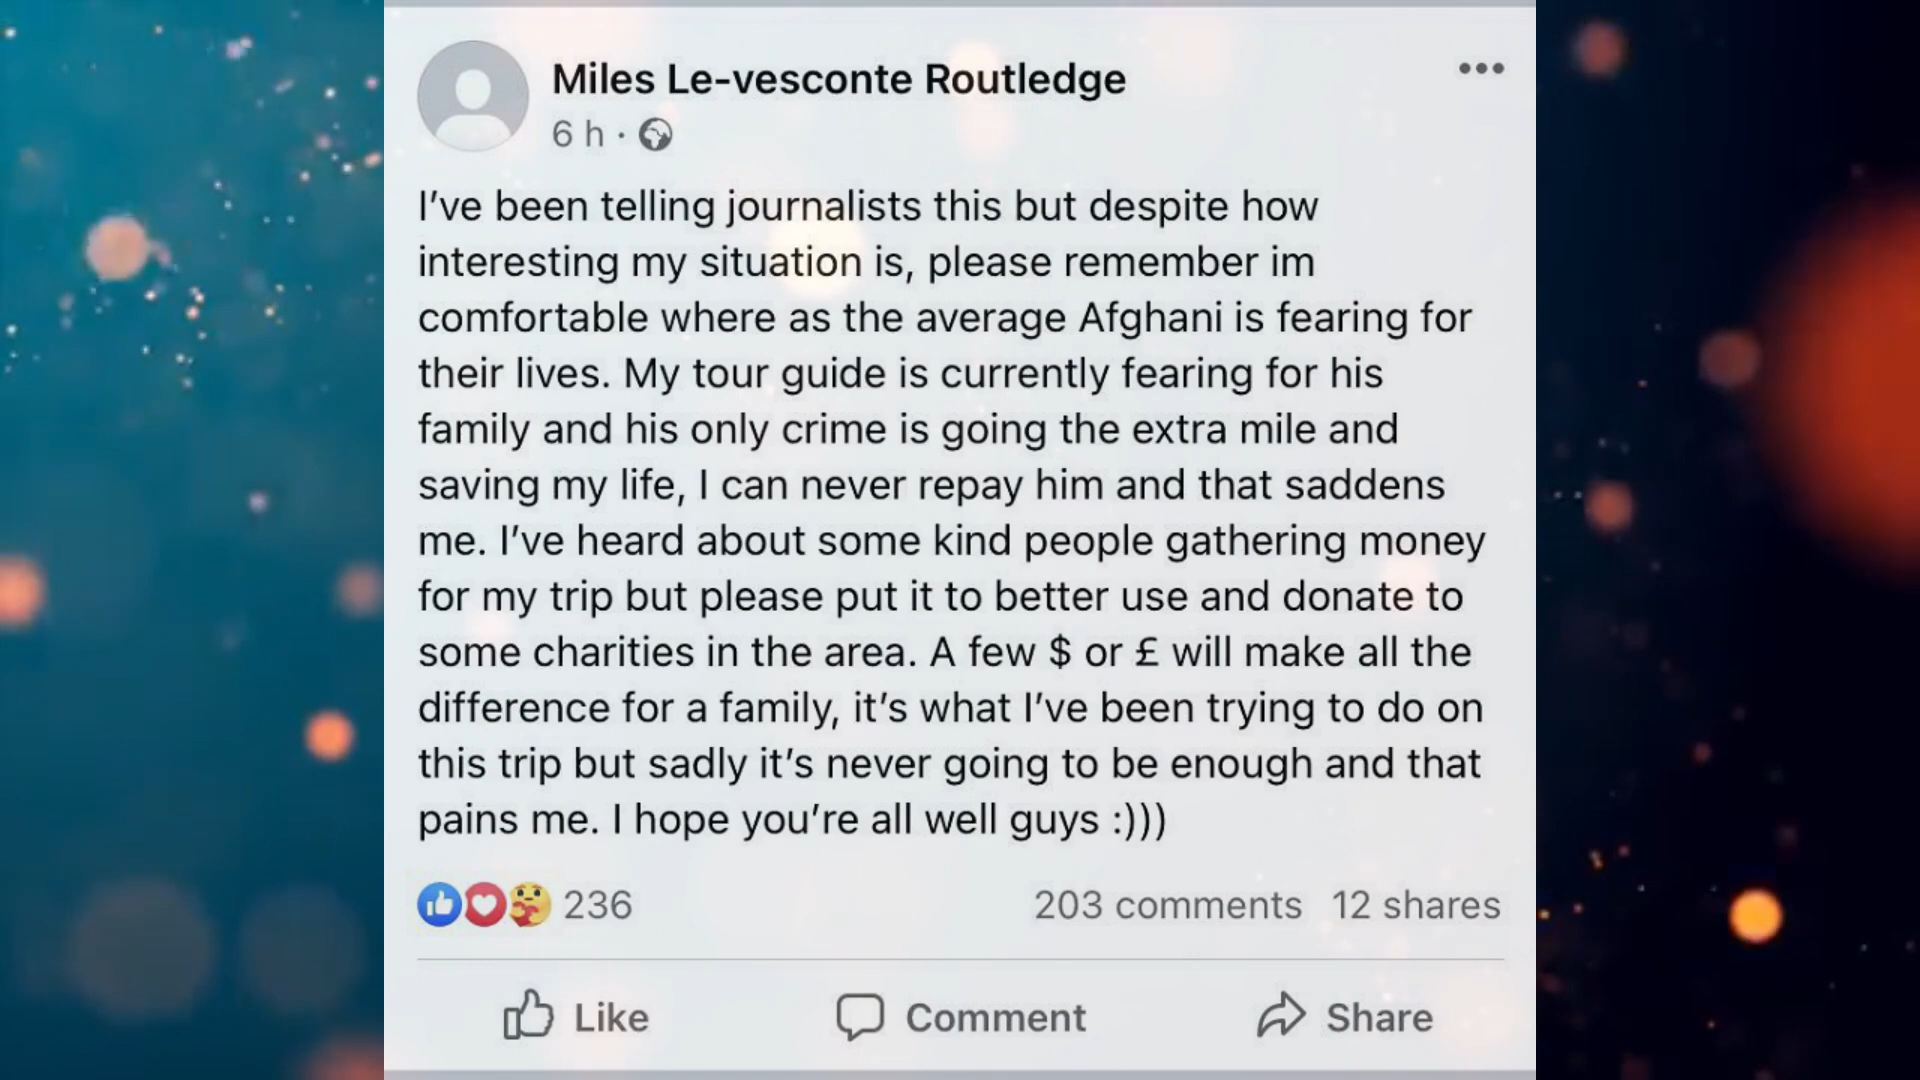 Miles Le-vesconte Routledge
6 h ·
I've been telling journalists this but despite how
interesting my situation is, please remember im
comfortable where as the average Afghani is fearing for
their lives. My tour guide is currently fearing for his
family and his only crime is going the extra mile and
saving my life, I can never repay him and that saddens
me. I've heard about some kind people gathering money
for my trip but please put it to better use and donate to
some charities in the area. A few $ or £ will make all the
difference for a family, it's what I've been trying to do on
this trip but sadly it's never going to be enough and that
pains me. I hope you're all well guys :)))
236 203 comments 12 shares
Like Comment Share